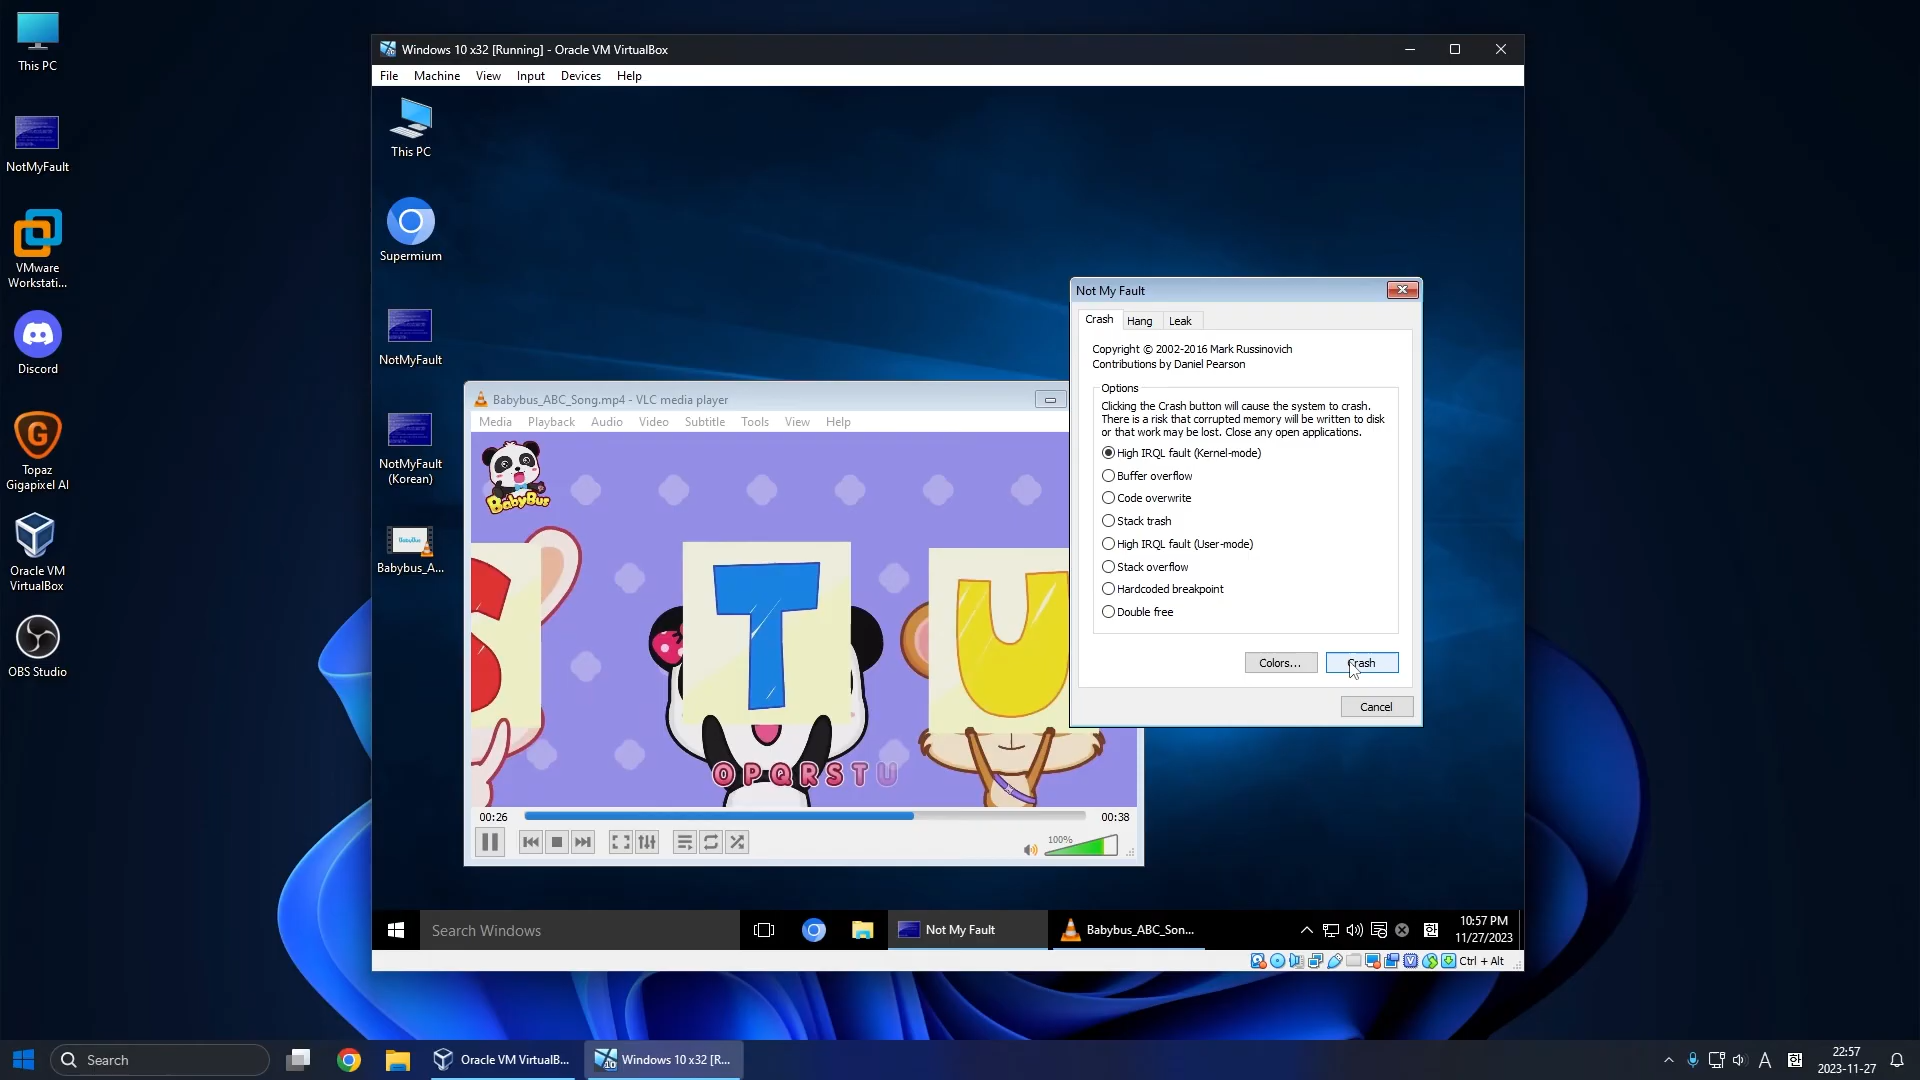 This PC
NotMyFault
VMware
Workstati...
Discord
Topaz
Gigapixel AI
Oracle VM
VirtualBox
OBS Studio
Windows 10 x32 [Running] - Oracle VM VirtualBox
File Machine View Input Devices Help
This PC
Supermium
NotMyFault
NotMyFault
(Korean)
BabyBus
Babybus_A...
Babybus_ABC_Song.mp4 - VLC media player
Media Playback Audio Video Subtitle Tools View Help
BabyBus
S T U
O P Q R S T U
00:26 00:38
100%
Not My Fault
Crash Hang Leak
Copyright © 2002-2016 Mark Russinovich
Contributions by Daniel Pearson
Options
Clicking the Crash button will cause the system to crash.
There is a risk that corrupted memory will be written to disk
or that work may be lost. Close any open applications.
High IRQL fault (Kernel-mode)
Buffer overflow
Code overwrite
Stack trash
High IRQL fault (User-mode)
Stack overflow
Hardcoded breakpoint
Double free
Colors... Crash
Cancel
Search Windows Not My Fault Babybus_ABC_Son... 한 10:57 PM
11/27/2023
Ctrl + Alt
Search Oracle VM VirtualB... 10 Windows 10 x32 [R... A 한 22:57
2023-11-27